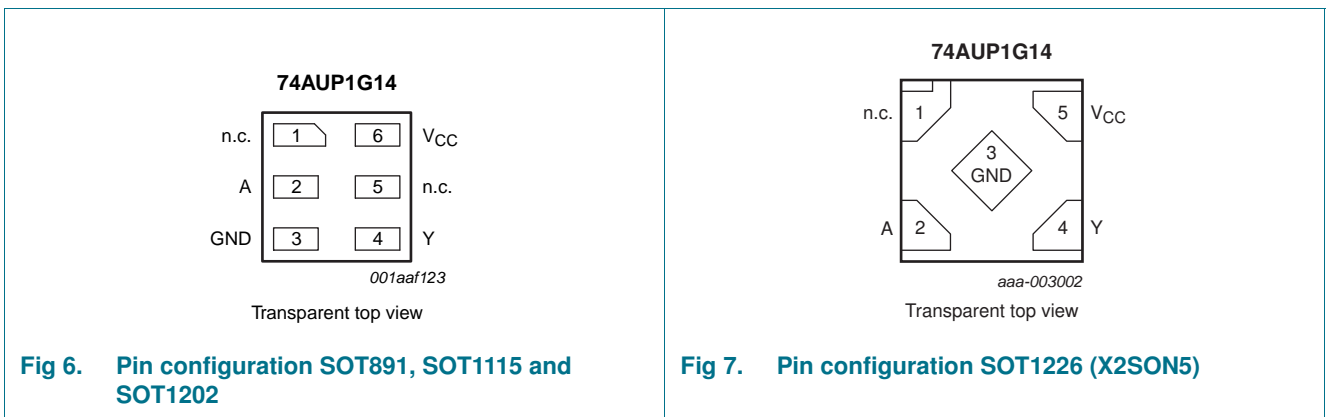 74AUP1G14
n.c. 1 6 VCC
A 2 5 n.c.
GND 3 4 Y
001aaf123
Transparent top view
Fig 6. Pin configuration SOT891, SOT1115 and
SOT1202
74AUP1G14
n.c. 1 5 VCC
3
GND
A 2 4 Y
aaa-003002
Transparent top view
Fig 7. Pin configuration SOT1226 (X2SON5)